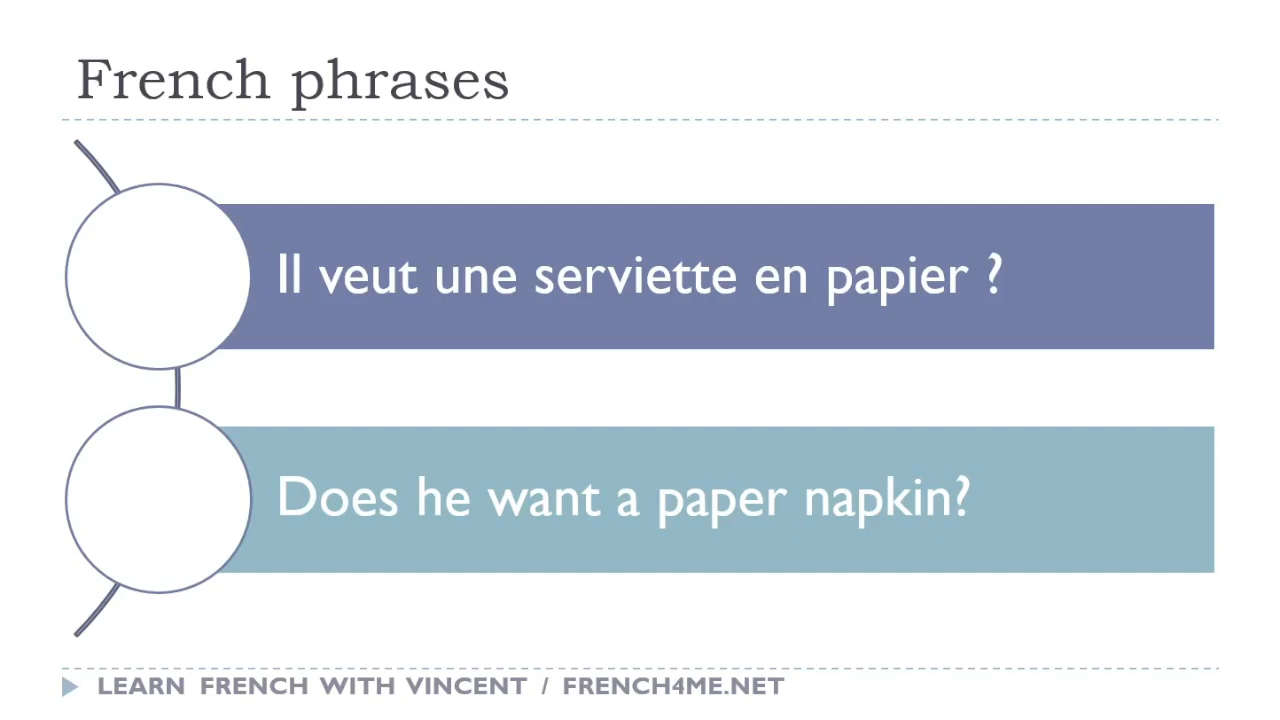 French phrases
Il veut une serviette en papier ?
Does he want a paper napkin?
LEARN FRENCH WITH VINCENT / FRENCH4ME.NET